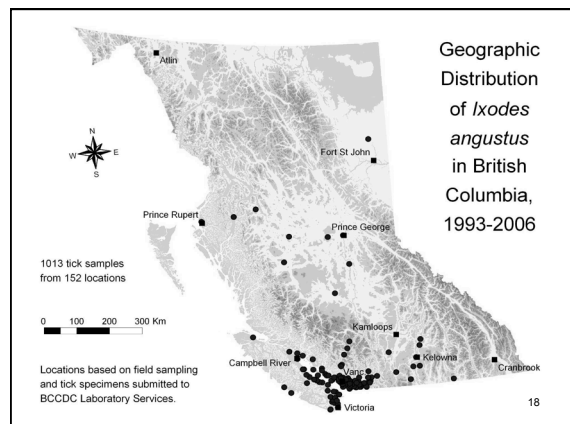 Geographic
Distribution
of Ixodes
angustus
in British
Columbia,
1993-2006
Atlin
N
W E
S
Fort St John
Prince Rupert
Prince George
1013 tick samples
from 152 locations
0 50 100 200 300 Km
Kamloops
Campbell River
Vanc
Kelowna
Cranbrook
Victoria
Locations based on field sampling
and tick specimens submitted to
BCCDC Laboratory Services.
18